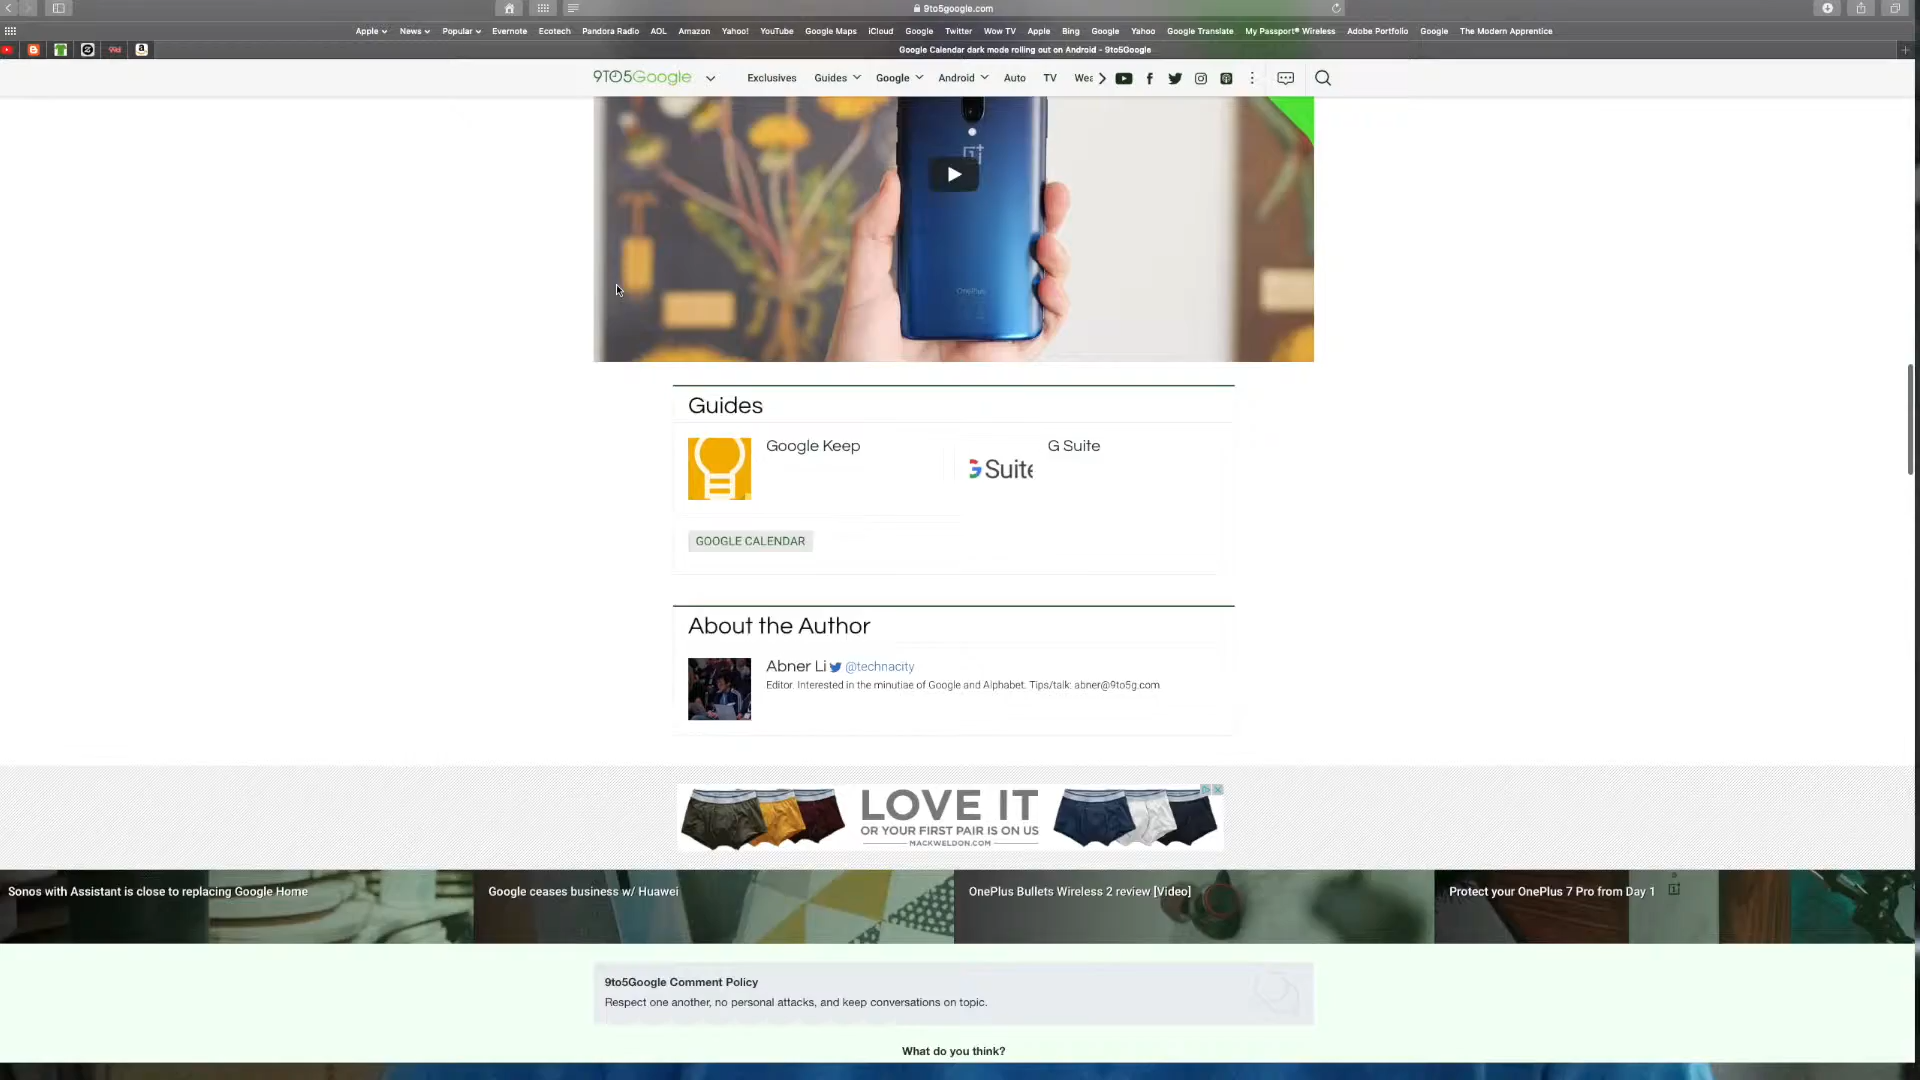 9to5google.com
Apple News Popular Evernote Ecotech Pandora Radio AOL Amazon Yahoo! YouTube Google Maps iCloud Google Twitter Wow TV Apple Bing Google Yahoo Google Translate My Passport® Wireless Adobe Portfolio Google The Modern Apprentice
99d
Google Calendar dark mode rolling out on Android - 9to5Google
9TO5Google Exclusives Guides Google Android Auto TV Wea
OnePlus
Guides
Google Keep
G Suite
G Suite
GOOGLE CALENDAR
About the Author
Abner Li @technacity
Editor. Interested in the minutiae of Google and Alphabet. Tips/talk: abner@9to5g.com
LOVE IT
OR YOUR FIRST PAIR IS ON US
MACKWELDON.COM
Sonos with Assistant is close to replacing Google Home
Google ceases business w/ Huawei
OnePlus Bullets Wireless 2 review [Video]
Protect your OnePlus 7 Pro from Day 1
9to5Google Comment Policy
Respect one another, no personal attacks, and keep conversations on topic.
What do you think?